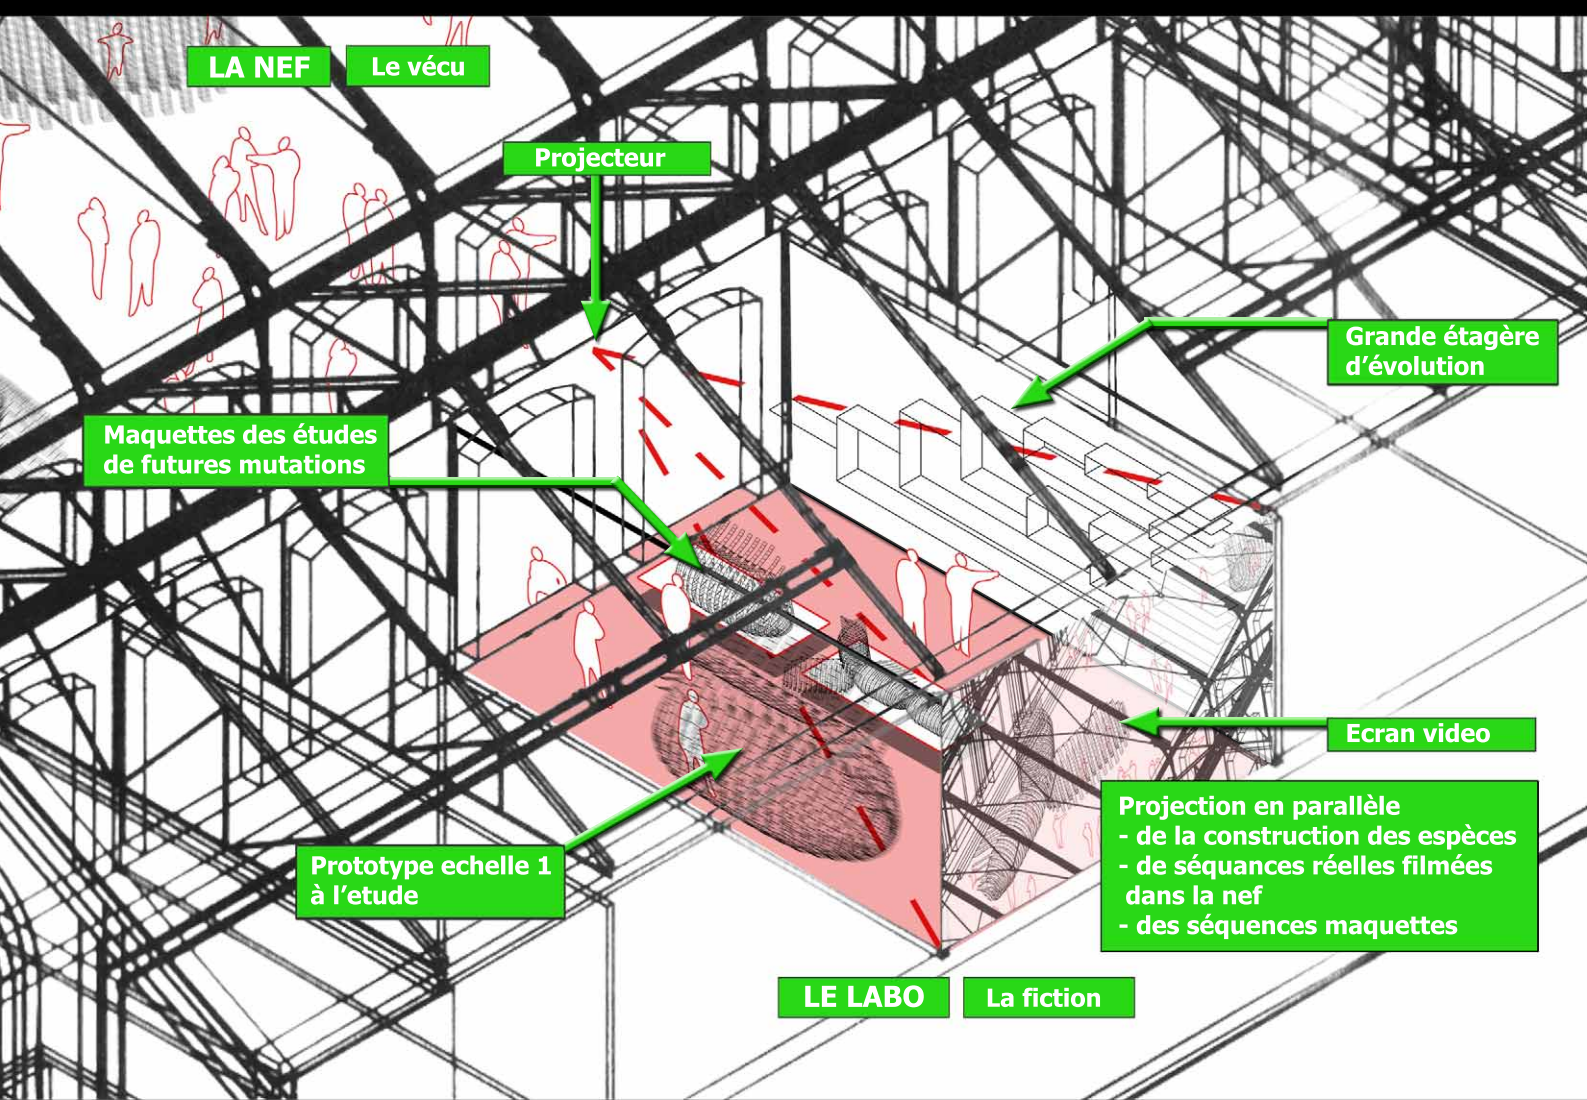 LA NEF
Le vécu
Projecteur
Grande étagère
d'évolution
Maquettes des études
de futures mutations
Ecran video
Projection en parallèle
- de la construction des espèces
- de séquances réelles filmées
dans la nef
- des séquences maquettes
Prototype echelle 1
à l'etude
LE LABO
La fiction